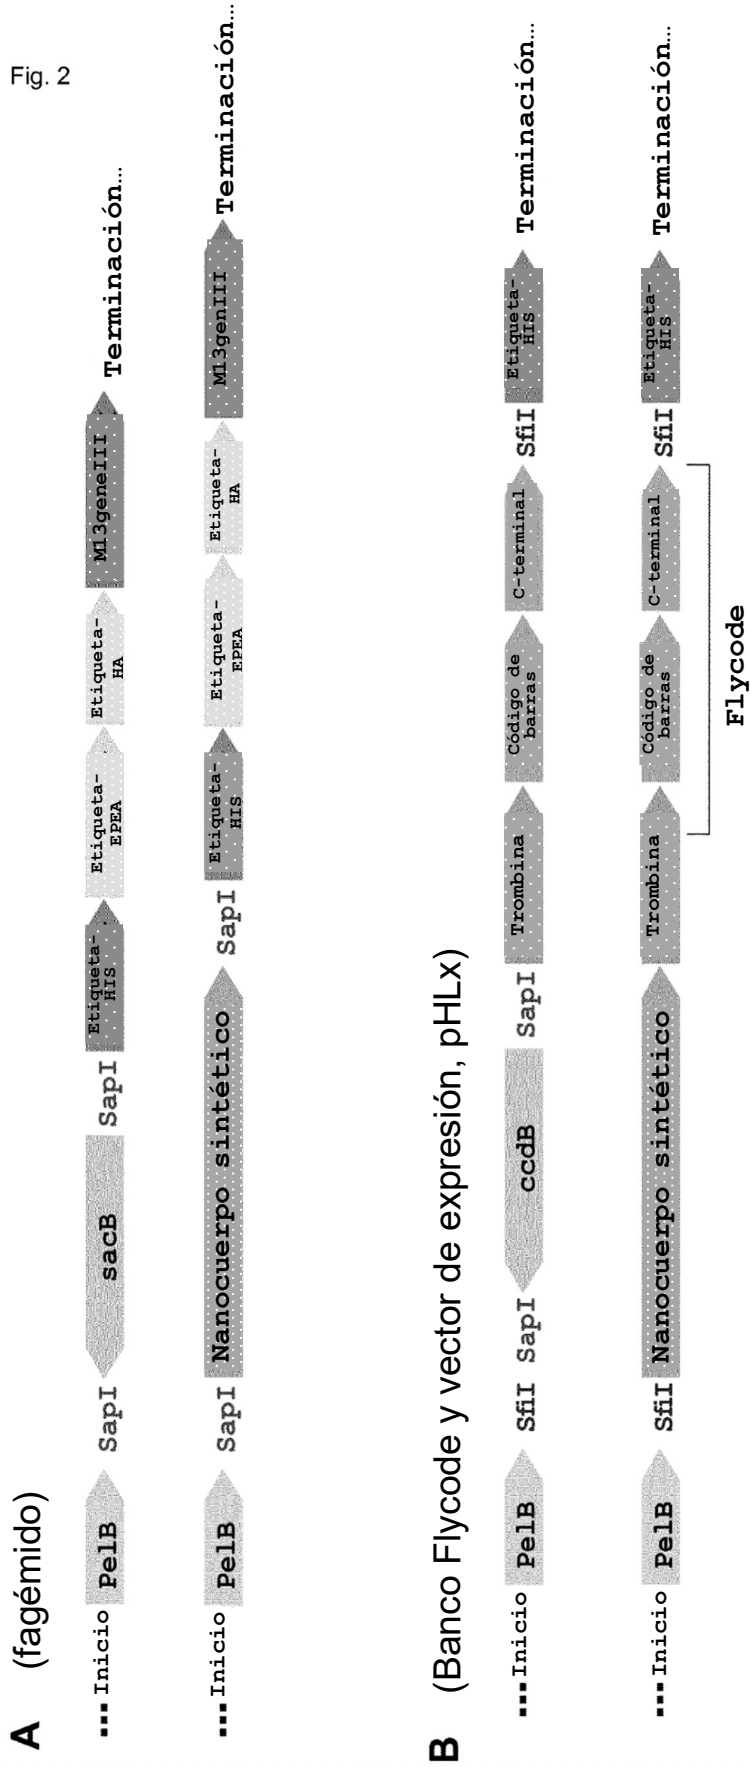 Fig. 2
A (fagémido)
...Inicio PelB SapI sacB SapI Etiqueta-HIS Etiqueta-EPEA Etiqueta-HA M13geneIII Terminación...
...Inicio PelB SapI Nanocuerpo sintético SapI Etiqueta-HIS Etiqueta-EPEA Etiqueta-HA M13genIII Terminación...
B (Banco Flycode y vector de expresión, pHLx)
...Inicio PelB SfiI SapI ccdB SapI Trombina Código de barras C-terminal SfiI Etiqueta-HIS Terminación...
...Inicio PelB SfiI Nanocuerpo sintético Trombina Código de barras C-terminal SfiI Etiqueta-HIS Terminación...
Flycode